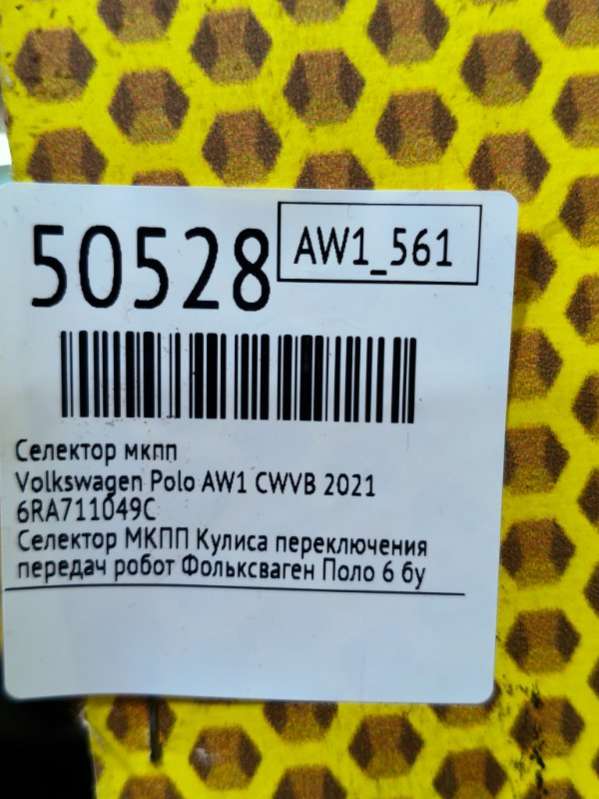 50528
AW1_561
Селектор мкпп
Volkswagen Polo AW1 CWVB 2021
6RA711049C
Селектор МКПП Кулиса переключения
передач робот Фольксваген Поло 6 бу